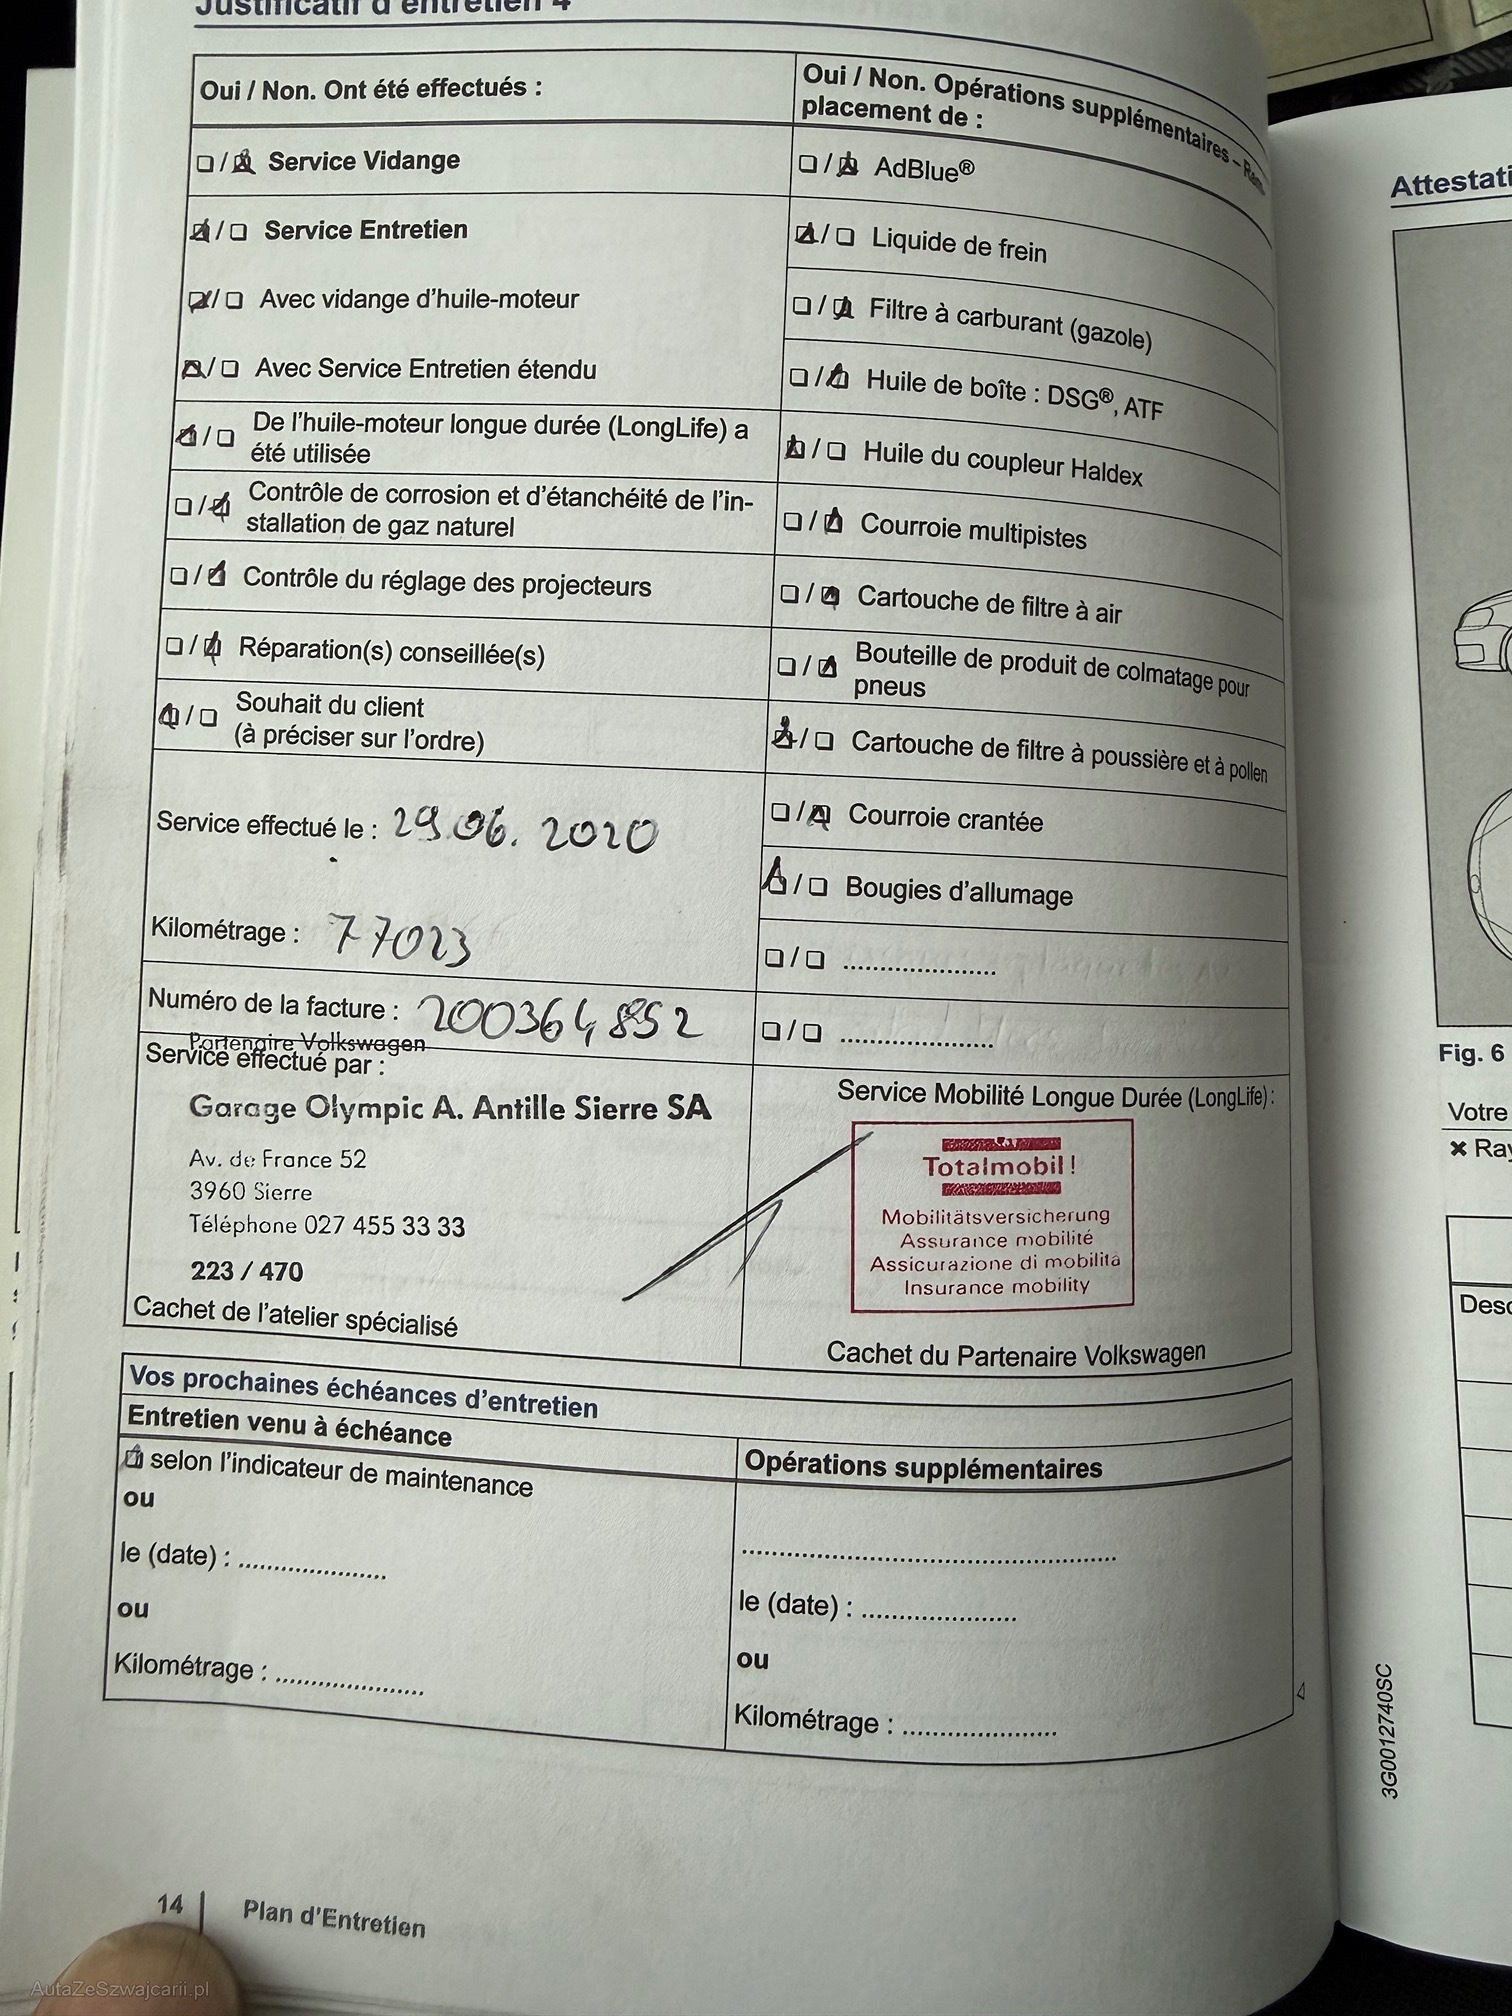 Justificatif d'entretien 4
Oui / Non. Ont été effectués :
☐ / ☒ Service Vidange
☒ / ☐ Service Entretien
☒ / ☐ Avec vidange d'huile-moteur
☒ / ☐ Avec Service Entretien étendu
☒ / ☐ De l'huile-moteur longue durée (LongLife) a
été utilisée
☐ / ☒ Contrôle de corrosion et d'étanchéité de l'in-
stallation de gaz naturel
☐ / ☒ Contrôle du réglage des projecteurs
☐ / ☒ Réparation(s) conseillée(s)
☒ / ☐ Souhait du client
(à préciser sur l'ordre)
Service effectué le : 29.06.2020
Kilométrage : 77023
Numéro de la facture : 200364852
Partenaire Volkswagen
Service effectué par :
Garage Olympic A. Antille Sierre SA
Av. de France 52
3960 Sierre
Téléphone 027 455 33 33
223 / 470
Cachet de l'atelier spécialisé
Oui / Non. Opérations supplémentaires –
placement de :
☐ / ☒ AdBlue®
☒ / ☐ Liquide de frein
☐ / ☒ Filtre à carburant (gazole)
☐ / ☒ Huile de boîte : DSG®, ATF
☒ / ☐ Huile du coupleur Haldex
☐ / ☒ Courroie multipistes
☐ / ☒ Cartouche de filtre à air
☐ / ☒ Bouteille de produit de colmatage pour
pneus
☒ / ☐ Cartouche de filtre à poussière et à pollen
☐ / ☒ Courroie crantée
☒ / ☐ Bougies d'allumage
☐ / ☐ .....................
☐ / ☐ .....................
Service Mobilité Longue Durée (LongLife) :
Totalmobil!
Mobilitätsversicherung
Assurance mobilité
Assicurazione di mobilità
Insurance mobility
Cachet du Partenaire Volkswagen
Vos prochaines échéances d'entretien
Entretien venu à échéance
☒ selon l'indicateur de maintenance
ou
le (date) : .....................
ou
Kilométrage : .....................
Opérations supplémentaires
.....................
le (date) : .....................
ou
Kilométrage : .....................
14 Plan d'Entretien
Attestati
Fig. 6
Votre
✖ Ray
Desc
3G0012740SC
AutaZeSzwajcarii.pl